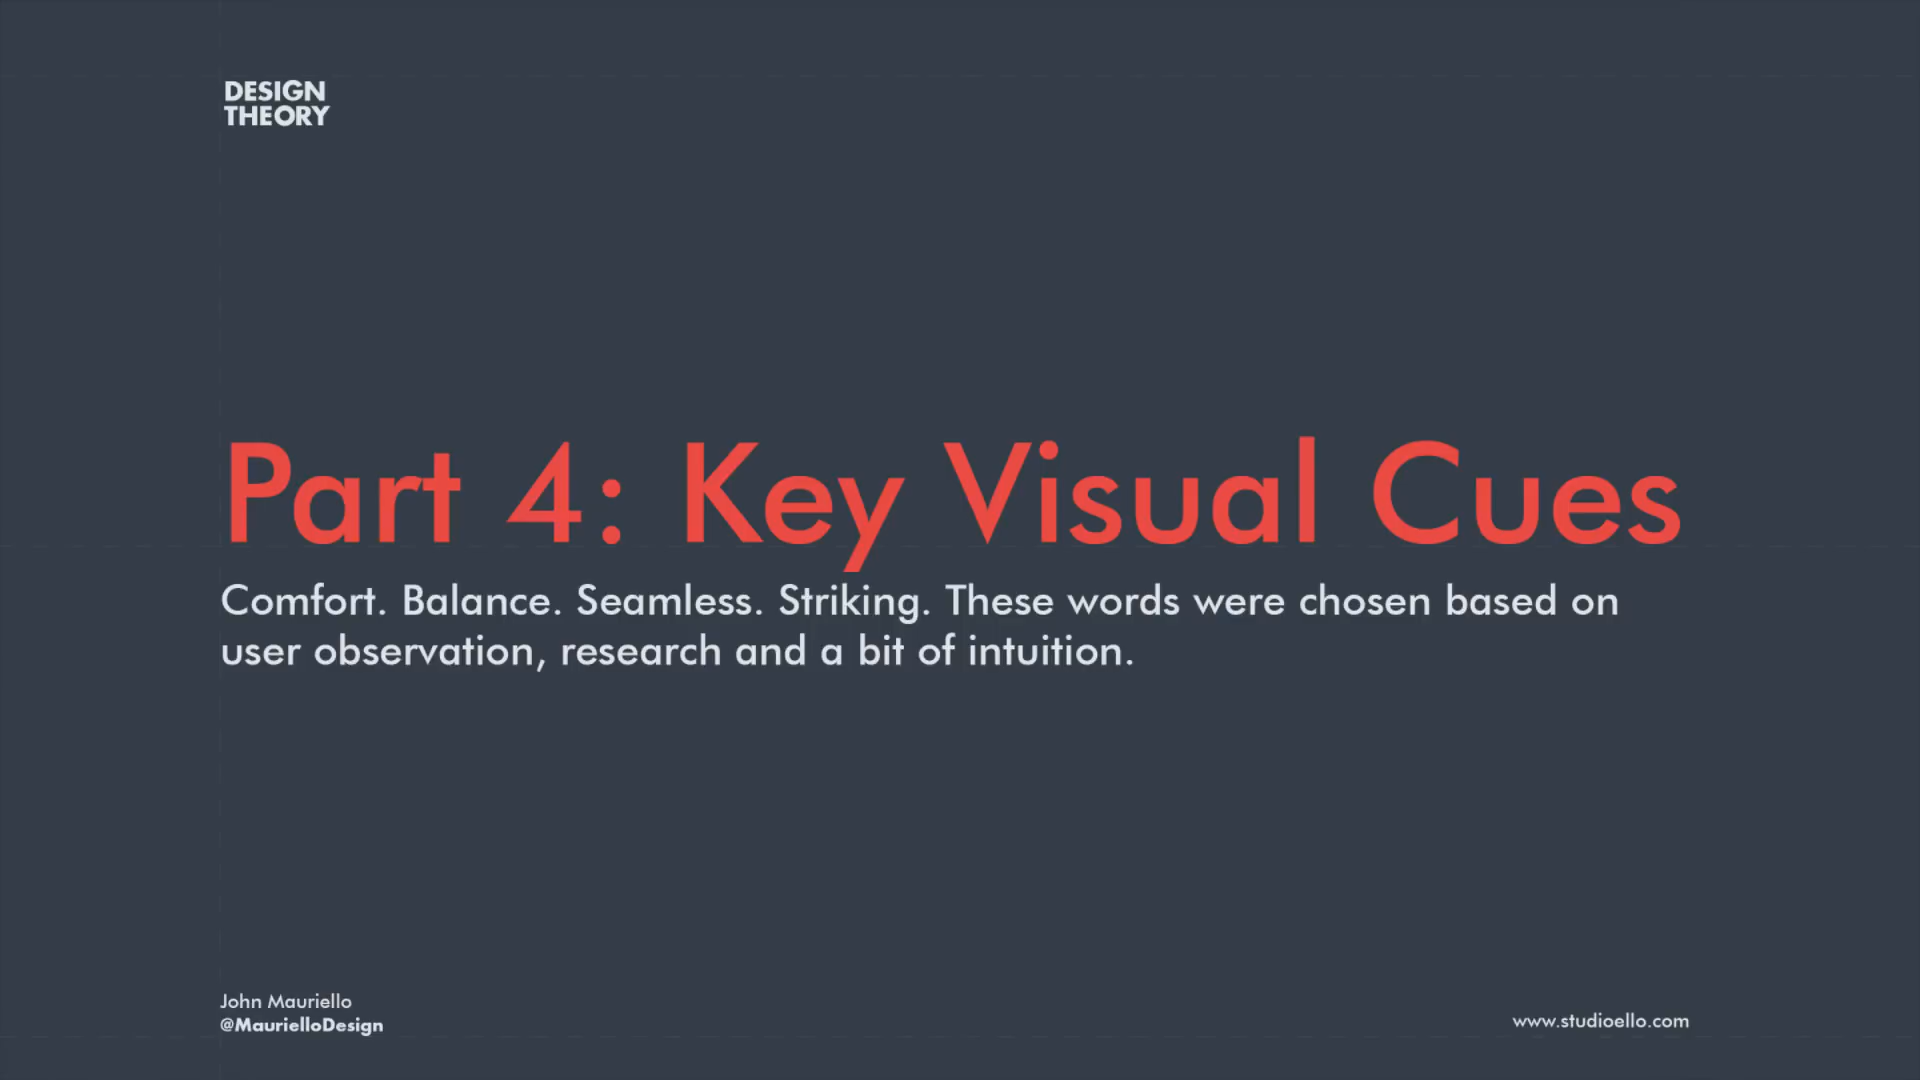 DESIGN
THEORY
Part 4: Key Visual Cues
Comfort. Balance. Seamless. Striking. These words were chosen based on
user observation, research and a bit of intuition.
John Mauriello
@MaurielloDesign
www.studioello.com